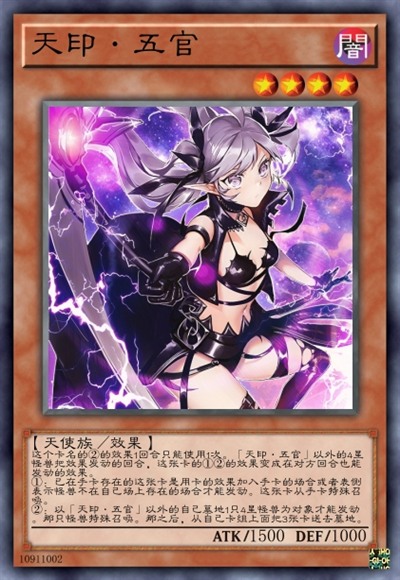 天印・五官
闇
【天使族／效果】
这个卡名的②的效果1回合只能使用1次。「天印・五官」以外的4星
怪兽把效果发动的回合，这张卡的①②的效果变成在对方回合也能
发动的效果。
①：已在手卡存在的这张卡是用卡的效果加入手卡的场合或者表侧
表示怪兽不在自己场上存在的场合才能发动。这张卡从手卡特殊召
唤。
②：以「天印・五官」以外的自己墓地1只4星怪兽为对象才能发动
。那只怪兽特殊召唤。那之后，从自己卡组上面把3张卡送去墓地。
ATK/1500 DEF/1000
10911002